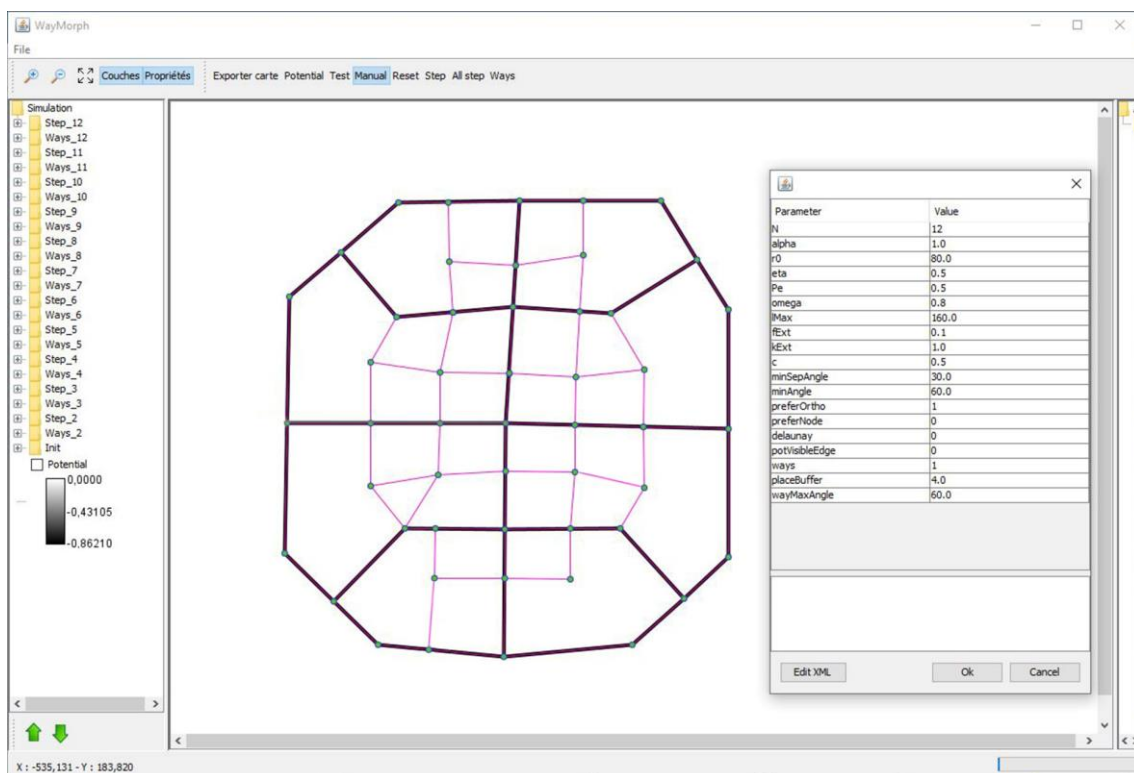 WayMorph
File
Couches Propriétés Exporter carte Potential Test Manual Reset Step All step Ways
Simulation
Step_12
Ways_12
Step_11
Ways_11
Step_10
Ways_10
Step_9
Ways_9
Step_8
Ways_8
Step_7
Ways_7
Step_6
Ways_6
Step_5
Ways_5
Step_4
Ways_4
Step_3
Ways_3
Step_2
Ways_2
Init
Potential
0,0000
-0,43105
-0,86210
Parameter Value
N 12
alpha 1.0
r0 80.0
eta 0.5
Pe 0.5
omega 0.8
lMax 160.0
fExt 0.1
kExt 1.0
c 0.5
minSepAngle 30.0
minAngle 60.0
preferOrtho 1
preferNode 0
delaunay 0
potVisibleEdge 0
ways 1
placeBuffer 4.0
wayMaxAngle 60.0
Edit XML Ok Cancel
X : -535,131 - Y : 183,820